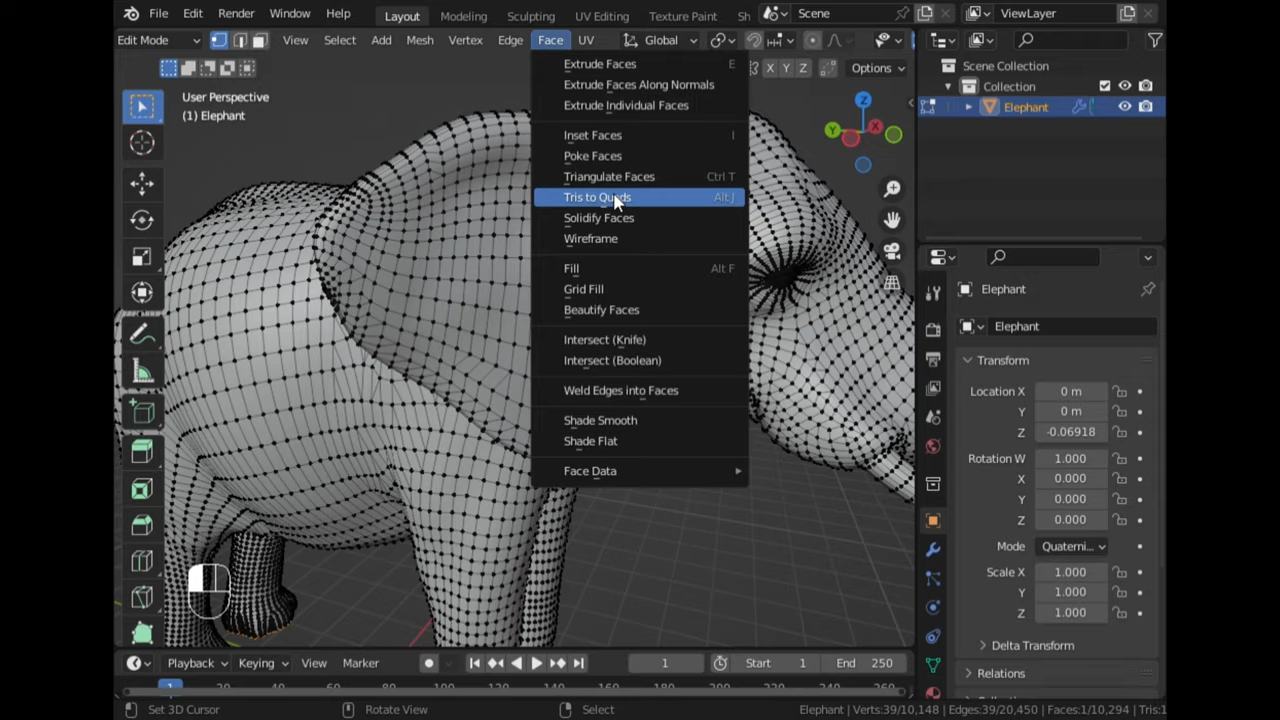 File Edit Render Window Help Layout Modeling Sculpting UV Editing Texture Paint Sh Scene ViewLayer
Edit Mode View Select Add Mesh Vertex Edge Face UV Global
X Y Z Options
User Perspective
(1) Elephant
Extrude Faces E
Extrude Faces Along Normals
Extrude Individual Faces
Inset Faces I
Poke Faces
Triangulate Faces Ctrl T
Tris to Quads Alt J
Solidify Faces
Wireframe
Fill Alt F
Grid Fill
Beautify Faces
Intersect (Knife)
Intersect (Boolean)
Weld Edges into Faces
Shade Smooth
Shade Flat
Face Data
Z
Y X
Scene Collection
Collection
Elephant
Elephant
Elephant
Transform
Location X 0 m
Y 0 m
Z -0.06918
Rotation W 1.000
X 0.000
Y 0.000
Z 0.000
Mode Quaterni...
Scale X 1.000
Y 1.000
Z 1.000
Delta Transform
Relations
Playback Keying View Marker 1 Start 1 End 250
1
Set 3D Cursor Rotate View Select Elephant | Verts:39/10,148 | Edges:39/20,450 | Faces:1/10,294 | Tris:1